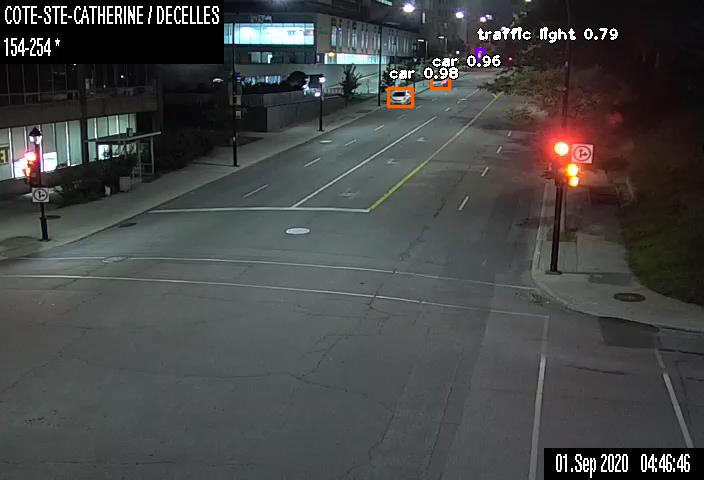 COTE-STE-CATHERINE / DECELLES
154-254 *
traffic light 0.79
car 0.96
car 0.98
01.Sep 2020 04:46:46